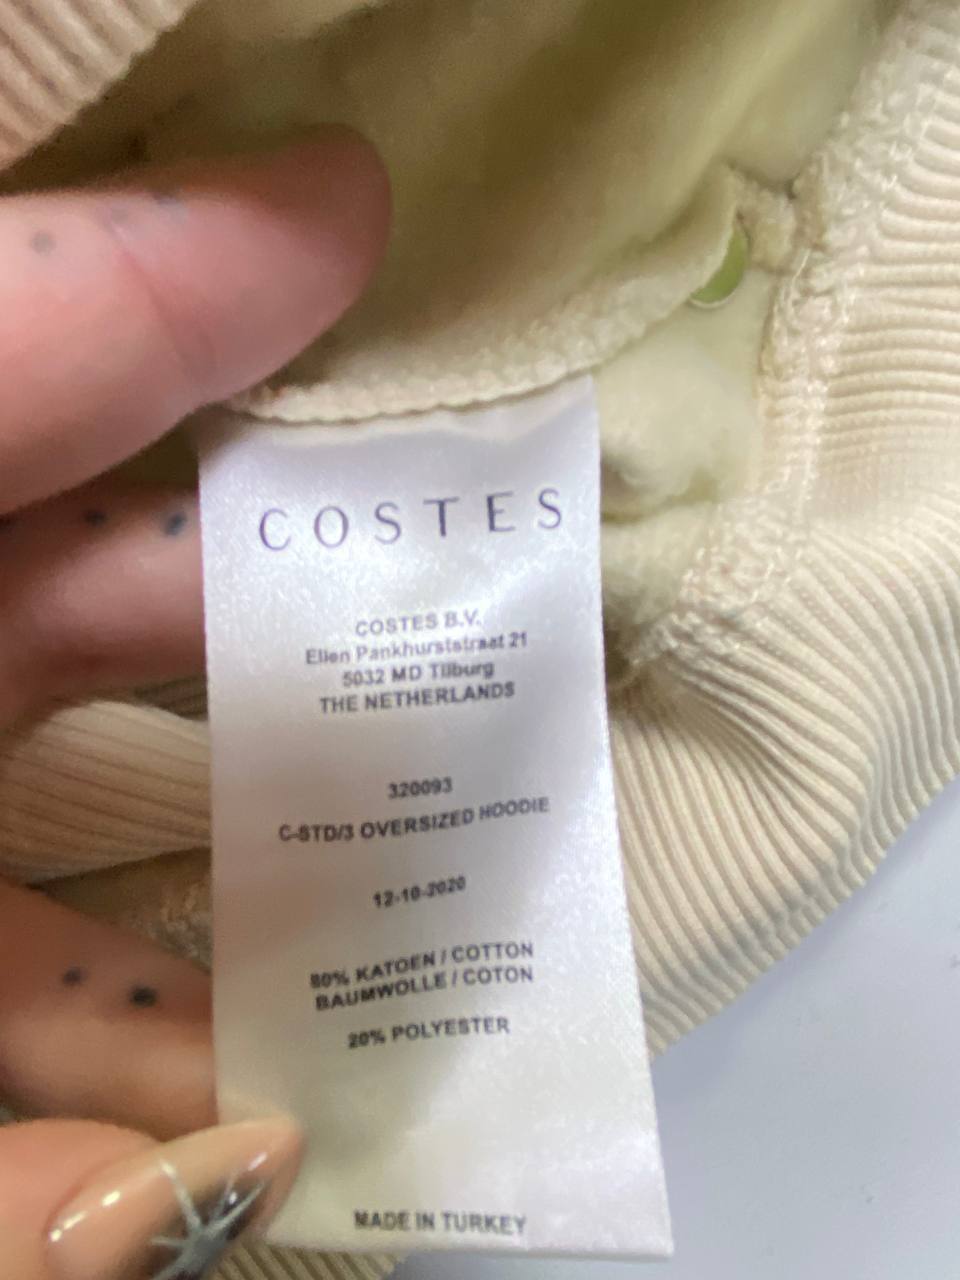 COSTES
COSTES B.V.
Ellen Pankhurststraat 21
5032 MD Tilburg
THE NETHERLANDS
320093
C-STD/3 OVERSIZED HOODIE
12-10-2020
80% KATOEN / COTTON
BAUMWOLLE / COTON
20% POLYESTER
MADE IN TURKEY